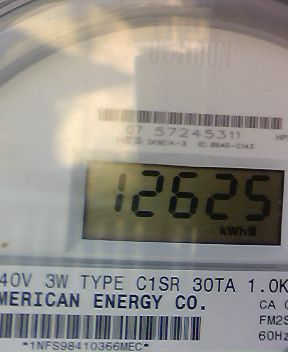 07 57245311
12625
kWh
40V 3W TYPE C1SR 30TA 1.0K
MERICAN ENERGY CO.
CA
FM2S
60Hz
*1NFS98410366MEC*